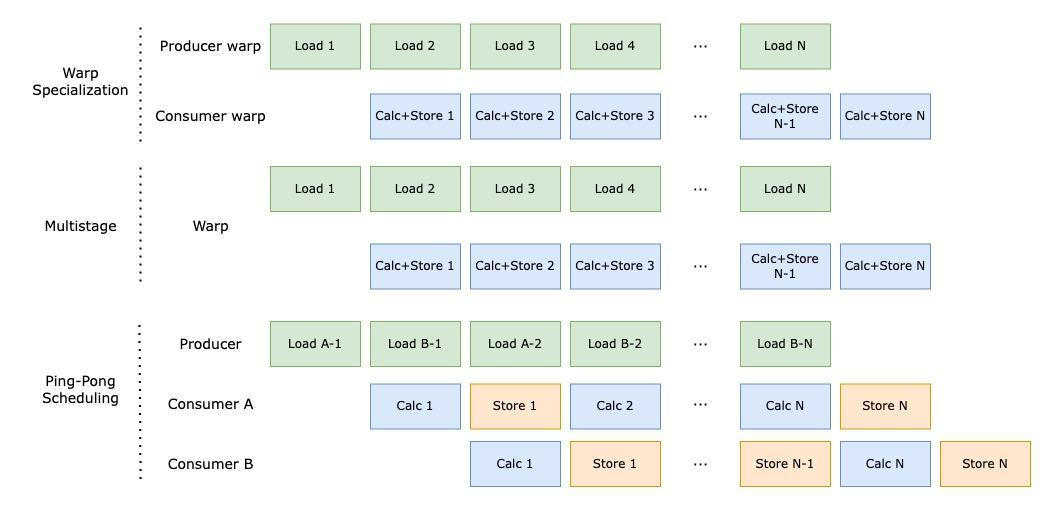 Warp
Specialization
Producer warp
Load 1
Load 2
Load 3
Load 4
...
Load N
Consumer warp
Calc+Store 1
Calc+Store 2
Calc+Store 3
...
Calc+Store
N-1
Calc+Store N
Multistage
Warp
Load 1
Load 2
Load 3
Load 4
...
Load N
Calc+Store 1
Calc+Store 2
Calc+Store 3
...
Calc+Store
N-1
Calc+Store N
Ping-Pong
Scheduling
Producer
Load A-1
Load B-1
Load A-2
Load B-2
...
Load B-N
Consumer A
Calc 1
Store 1
Calc 2
...
Calc N
Store N
Consumer B
Calc 1
Store 1
...
Store N-1
Calc N
Store N